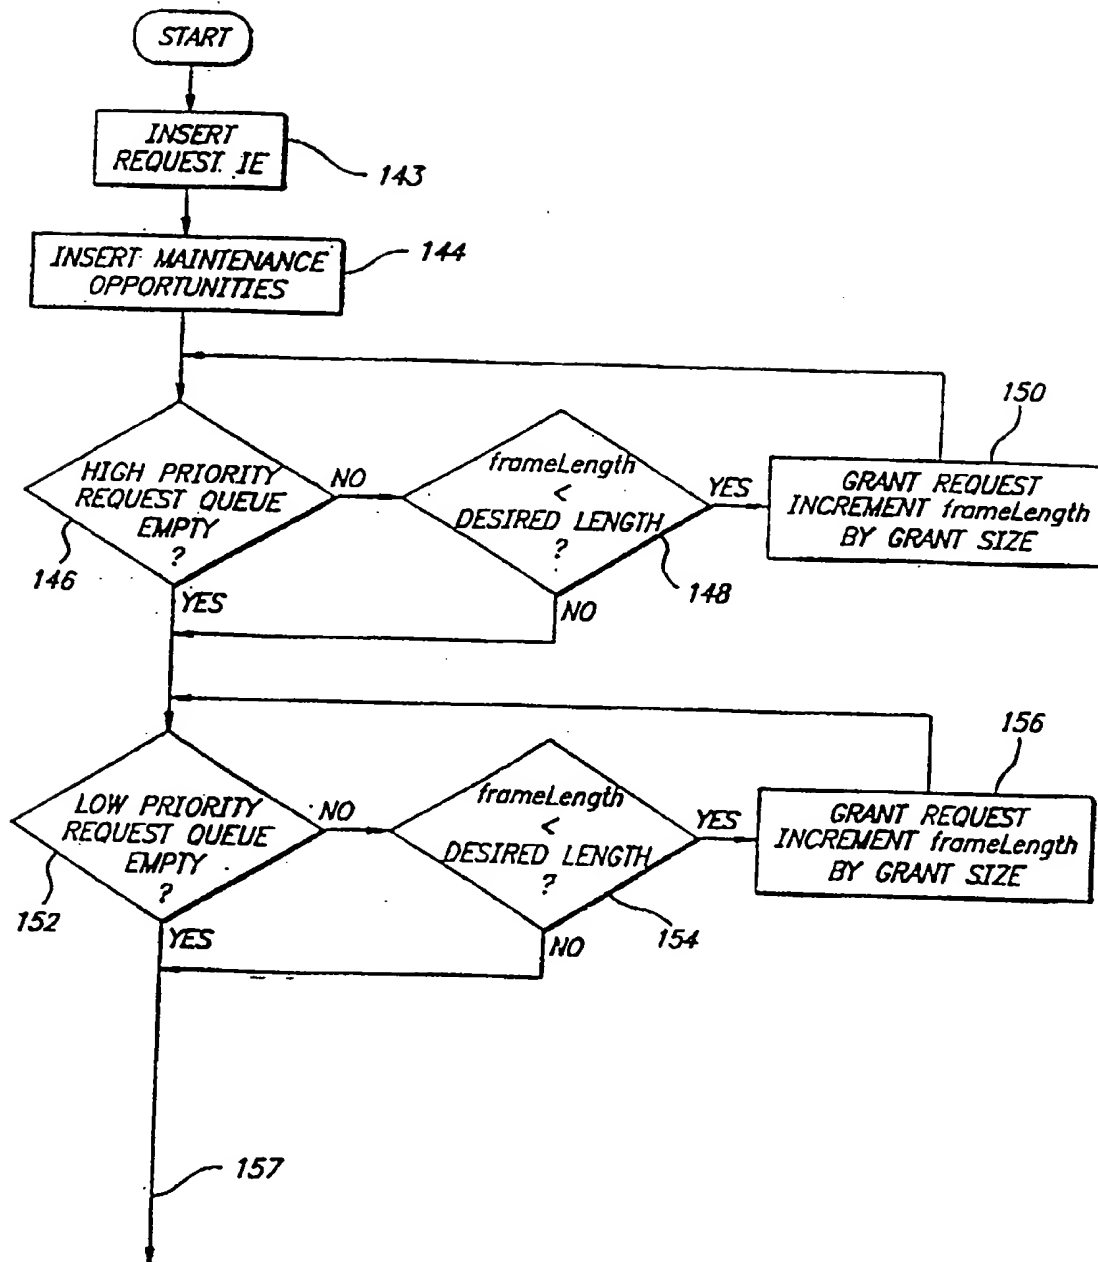 START
INSERT
REQUEST IE
143
INSERT MAINTENANCE
OPPORTUNITIES
144
HIGH PRIORITY
REQUEST QUEUE
EMPTY
?
146
NO
YES
frameLength
<
DESIRED LENGTH
?
148
YES
NO
150
GRANT REQUEST
INCREMENT frameLength
BY GRANT SIZE
LOW PRIORITY
REQUEST QUEUE
EMPTY
?
152
NO
YES
frameLength
<
DESIRED LENGTH
?
154
YES
NO
156
GRANT REQUEST
INCREMENT frameLength
BY GRANT SIZE
157